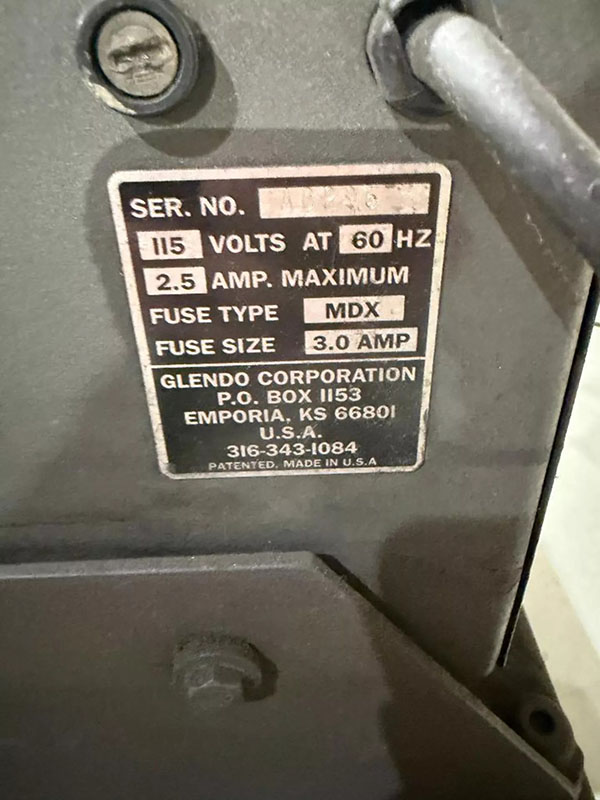 SER. NO.
115 VOLTS AT 60 HZ
2.5 AMP. MAXIMUM
FUSE TYPE MDX
FUSE SIZE 3.0 AMP
GLENDO CORPORATION
P.O. BOX 1153
EMPORIA, KS 66801
U.S.A.
316-343-1084
PATENTED, MADE IN U.S.A